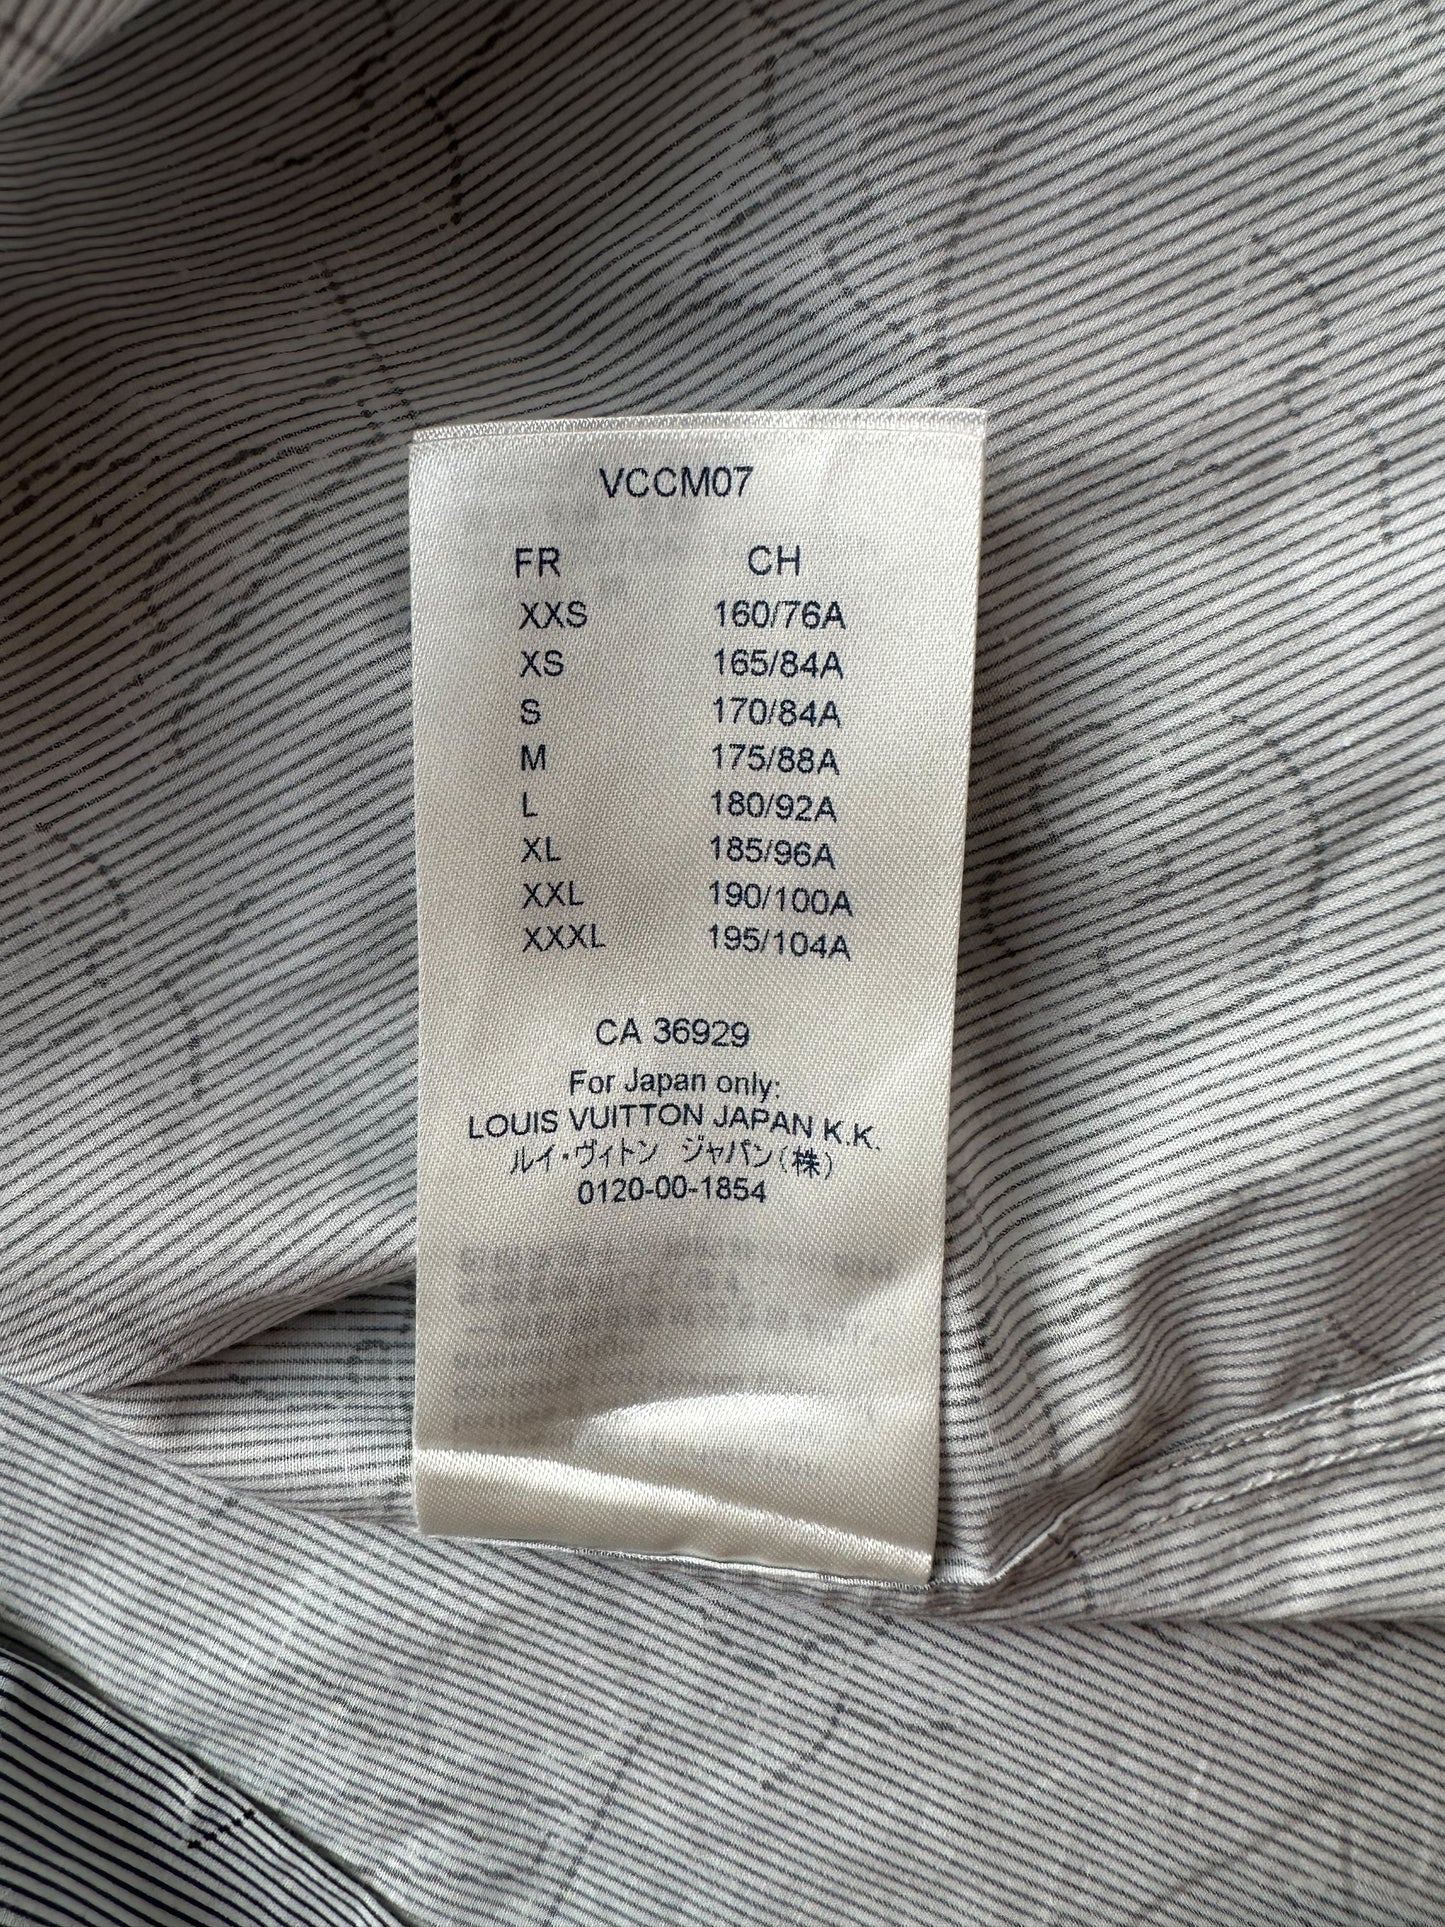 VCCM07
FR CH
XXS 160/76A
XS 165/84A
S 170/84A
M 175/88A
L 180/92A
XL 185/96A
XXL 190/100A
XXXL 195/104A
CA 36929
For Japan only:
LOUIS VUITTON JAPAN K.K.
ルイ・ヴィトン ジャパン(株)
0120-00-1854